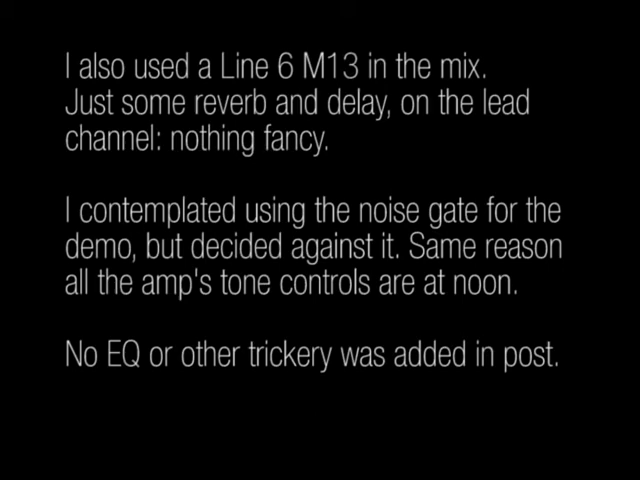 I also used a Line 6 M13 in the mix.
Just some reverb and delay, on the lead
channel: nothing fancy.
I contemplated using the noise gate for the
demo, but decided against it. Same reason
all the amp's tone controls are at noon.
No EQ or other trickery was added in post.